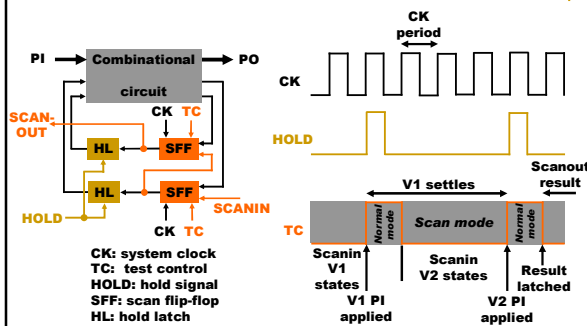 PI
Combinational
circuit
PO
SCAN-
OUT
CK
TC
HL
SFF
HL
SFF
HOLD
SCANIN
CK
TC
CK: system clock
TC: test control
HOLD: hold signal
SFF: scan flip-flop
HL: hold latch
CK
period
CK
HOLD
V1 settles
Scanout
result
TC
Normal
mode
Scan mode
Normal
mode
Scanin
V1
states
Scanin
V2 states
Result
latched
V1 PI
applied
V2 PI
applied